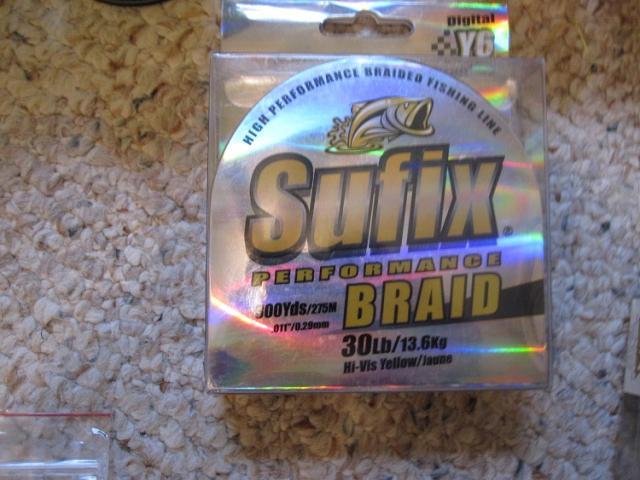 Digital
Y6
HIGH PERFORMANCE BRAIDED FISHING LINE
Sufix®
PERFORMANCE
BRAID
300Yds/275M
.011"/0.29mm
30Lb/13.6Kg
Hi-Vis Yellow/Jaune